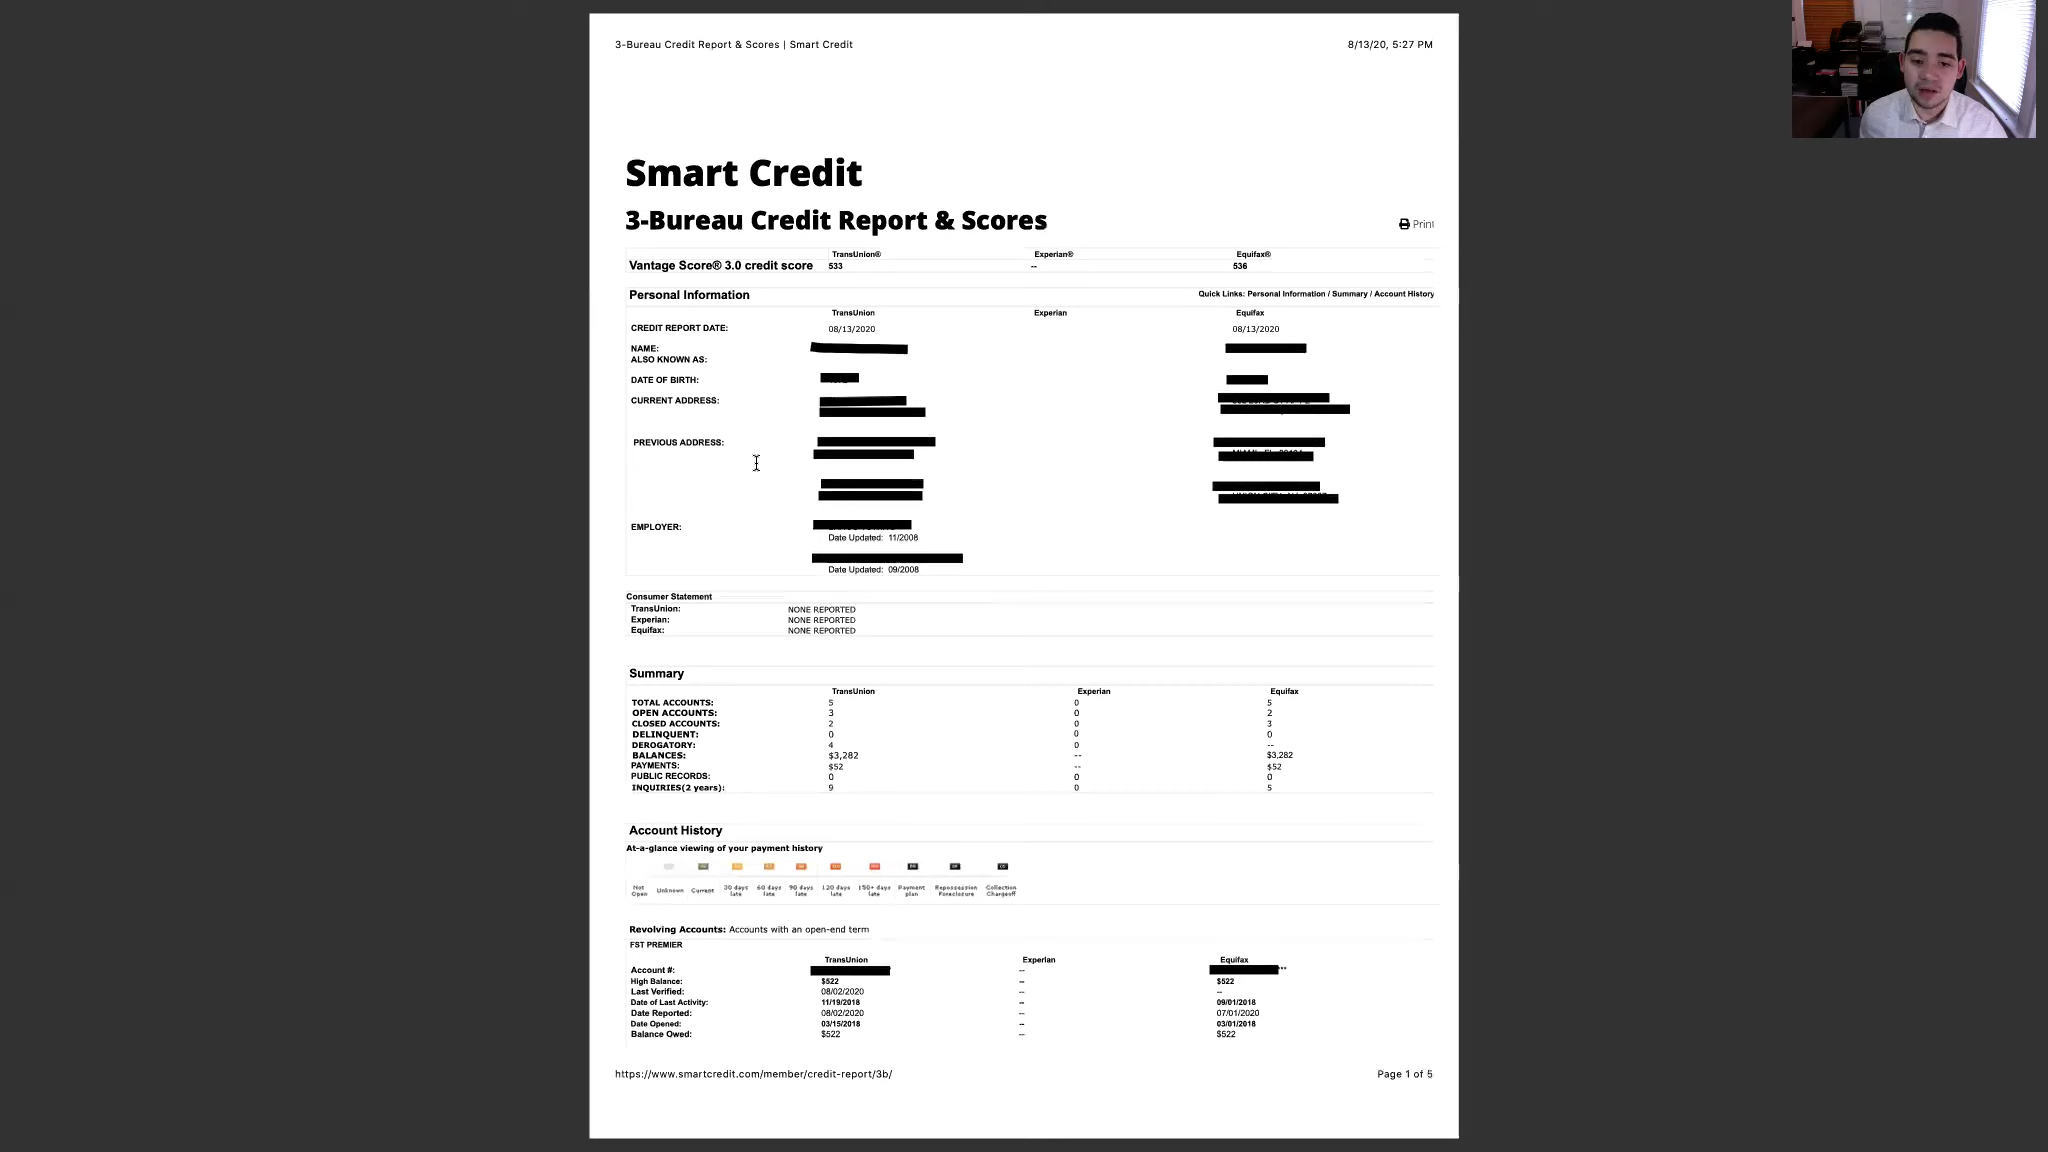 3-Bureau Credit Report & Scores | Smart Credit 8/13/20, 5:27 PM
Smart Credit
3-Bureau Credit Report & Scores Print
TransUnion® Experian® Equifax®
Vantage Score® 3.0 credit score 533 -- 536
Personal Information Quick Links: Personal Information / Summary / Account History
TransUnion Experian Equifax
CREDIT REPORT DATE: 08/13/2020 08/13/2020
NAME:
ALSO KNOWN AS:
DATE OF BIRTH:
CURRENT ADDRESS:
PREVIOUS ADDRESS:
EMPLOYER:
Date Updated: 11/2008
Date Updated: 09/2008
Consumer Statement
TransUnion: NONE REPORTED
Experian: NONE REPORTED
Equifax: NONE REPORTED
Summary
TransUnion Experian Equifax
TOTAL ACCOUNTS: 5 0 5
OPEN ACCOUNTS: 3 0 2
CLOSED ACCOUNTS: 2 0 3
DELINQUENT: 0 0 0
DEROGATORY: 4 0 --
BALANCES: $3,282 -- $3,282
PAYMENTS: $52 -- $52
PUBLIC RECORDS: 0 0 0
INQUIRIES(2 years): 9 0 5
Account History
At-a-glance viewing of your payment history
Not Open Unknown Current 30 days late 60 days late 90 days late 120 days late 150+ days late Payment plan Repossession Foreclosure Collection Chargeoff
Revolving Accounts: Accounts with an open-end term
FST PREMIER
TransUnion Experian Equifax
Account #: -- ***
High Balance: $522 -- $522
Last Verified: 08/02/2020 -- --
Date of Last Activity: 11/19/2018 -- 09/01/2018
Date Reported: 08/02/2020 -- 07/01/2020
Date Opened: 03/15/2018 -- 03/01/2018
Balance Owed: $522 -- $522
https://www.smartcredit.com/member/credit-report/3b/ Page 1 of 5